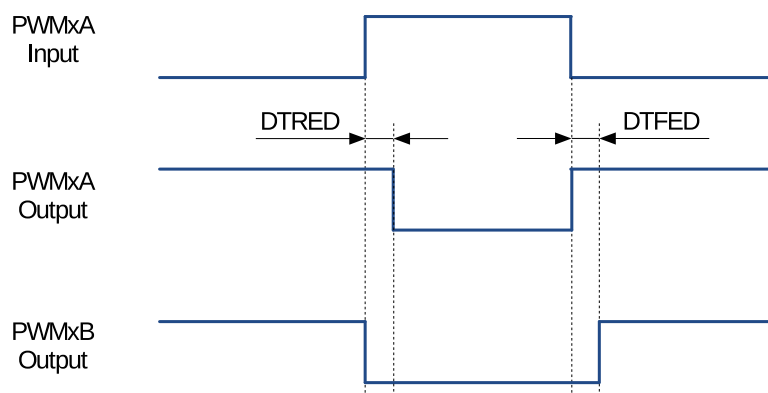 PWMxA
Input
DTRED
DTFED
PWMxA
Output
PWMxB
Output